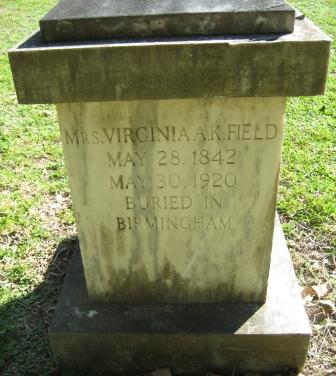 MRS. VIRGINIA A.K. FIELD
MAY 28, 1842
MAY 30, 1920
BURIED IN
BIRMINGHAM